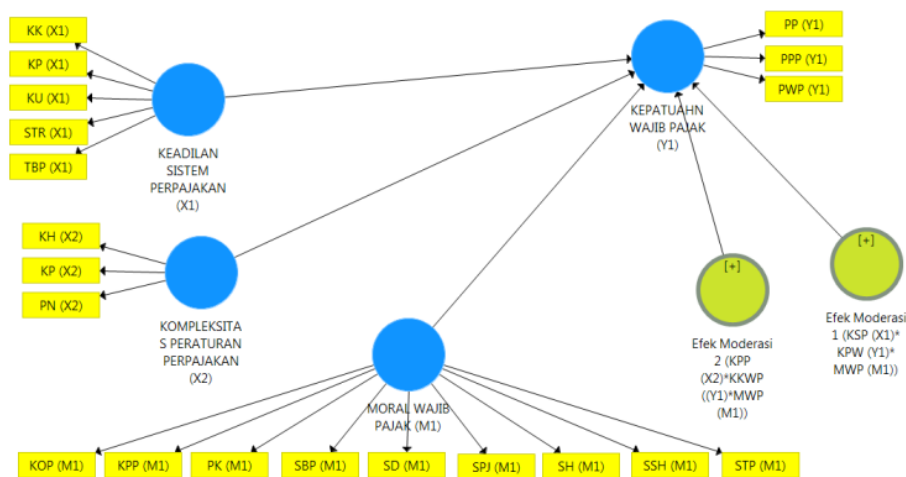 KK (X1)
KP (X1)
KU (X1)
STR (X1)
TBP (X1)
KEADILAN
SISTEM
PERPAJAKAN
(X1)
PP (Y1)
PPP (Y1)
PWP (Y1)
KEPATUAHN
WAJIB PAJAK
(Y1)
KH (X2)
KP (X2)
PN (X2)
KOMPLEKSITA
S PERATURAN
PERPAJAKAN
(X2)
[+]
Efek Moderasi
2 (KPP
(X2)*KKWP
((Y1)*MWP
(M1))
[+]
Efek Moderasi
1 (KSP (X1)*
KPW (Y1)*
MWP (M1))
MORAL WAJIB
PAJAK (M1)
KOP (M1)
KPP (M1)
PK (M1)
SBP (M1)
SD (M1)
SPJ (M1)
SH (M1)
SSH (M1)
STP (M1)